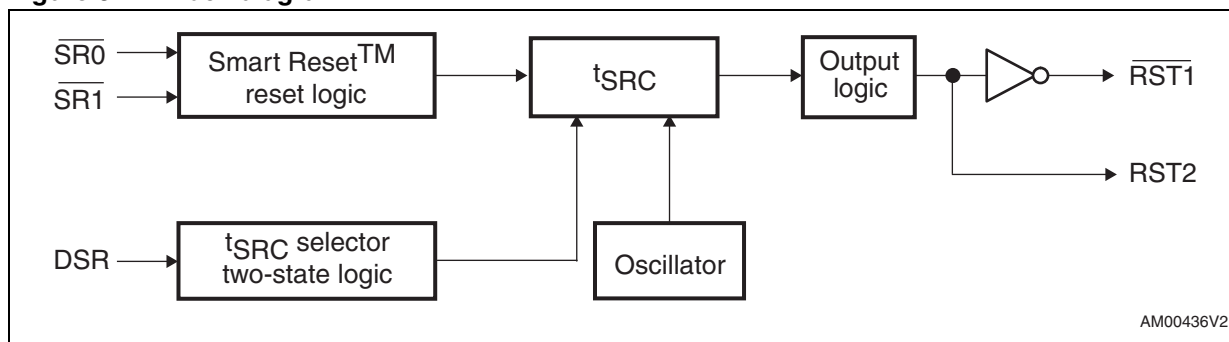 SR0
SR1
Smart Reset™
reset logic
tSRC
Output
logic
RST1
RST2
DSR
tSRC selector
two-state logic
Oscillator
AM00436V2